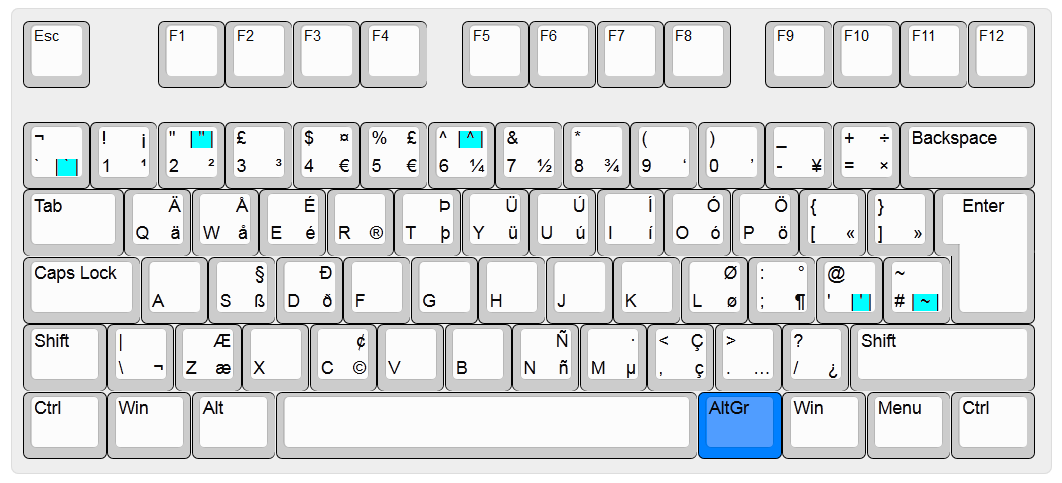 Esc F1 F2 F3 F4 F5 F6 F7 F8 F9 F10 F11 F12
¬ ! ¡ " " £ $ ¤ % £ ^ ^ & * ( ) _ + ÷ Backspace
` ` 1 ¹ 2 ² 3 ³ 4 € 5 € 6 ¼ 7 ½ 8 ¾ 9 ‘ 0 ’ - ¥ = ×
Tab Ä Å É Þ Ü Ú Í Ó Ö { } Enter
Q ä W å E é R ® T þ Y ü U ú I í O ó P ö [ « ] »
Caps Lock § Ð Ø : ° @ ~
A S ß D ð F G H J K L ø ; ¶ ' ' # ~
Shift | Æ ¢ Ñ · < Ç > ? Shift
\ ¬ Z æ X C © V B N ñ M µ , ç . … / ¿
Ctrl Win Alt AltGr Win Menu Ctrl